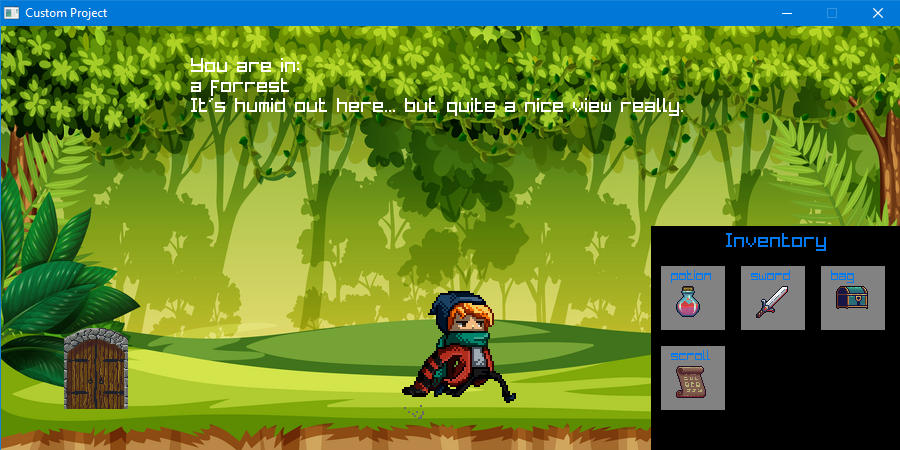 Custom Project
You are in:
a forrest
It's humid out here... but quite a nice view really.
Inventory
potion
sword
bag
scroll